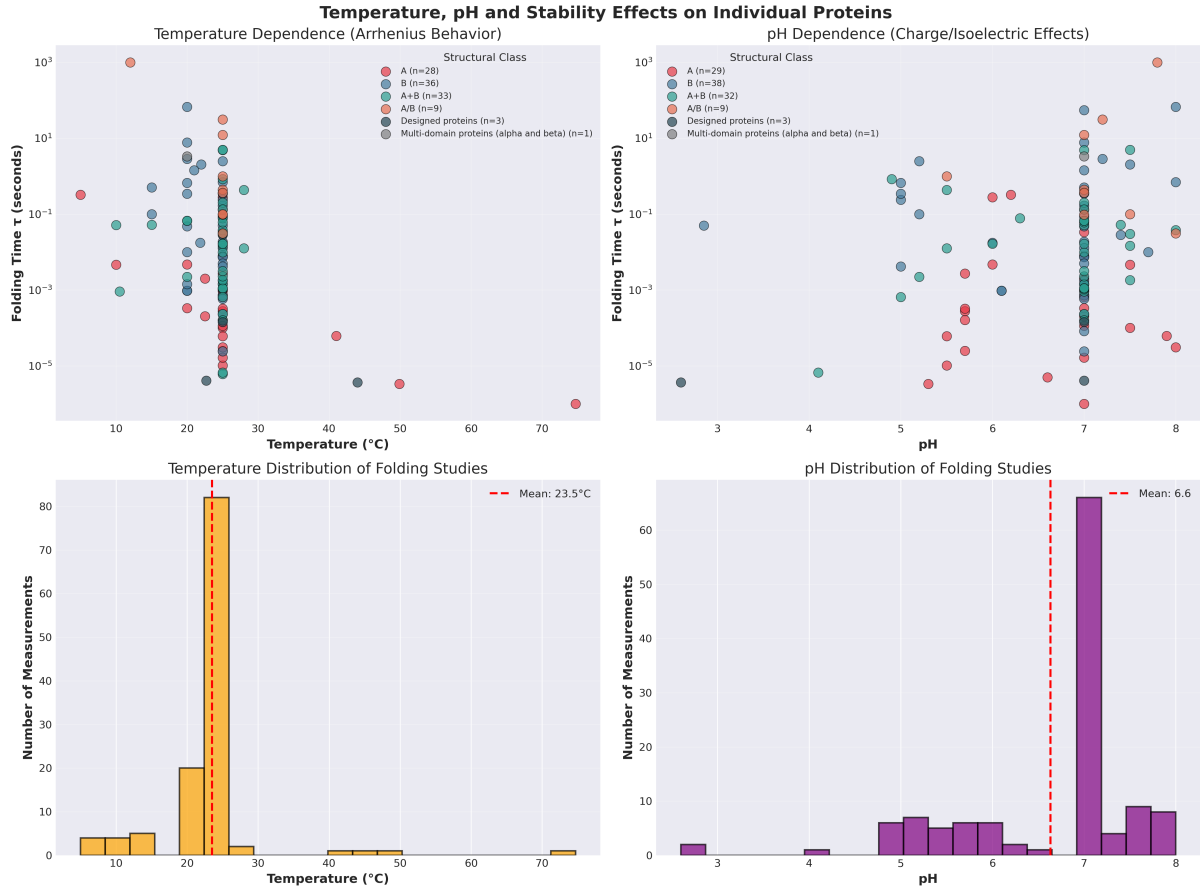 Temperature, pH and Stability Effects on Individual Proteins
Temperature Dependence (Arrhenius Behavior)
Folding Time τ (seconds)
10³
10¹
10⁻¹
10⁻³
10⁻⁵
Structural Class
A (n=28)
B (n=36)
A+B (n=33)
A/B (n=9)
Designed proteins (n=3)
Multi-domain proteins (alpha and beta) (n=1)
10 20 30 40 50 60 70
Temperature (°C)
pH Dependence (Charge/Isoelectric Effects)
Folding Time τ (seconds)
10³
10¹
10⁻¹
10⁻³
10⁻⁵
Structural Class
A (n=29)
B (n=38)
A+B (n=32)
A/B (n=9)
Designed proteins (n=3)
Multi-domain proteins (alpha and beta) (n=1)
3 4 5 6 7 8
pH
Temperature Distribution of Folding Studies
Number of Measurements
80
70
60
50
40
30
20
10
0
Mean: 23.5°C
10 20 30 40 50 60 70
Temperature (°C)
pH Distribution of Folding Studies
Number of Measurements
60
50
40
30
20
10
0
Mean: 6.6
3 4 5 6 7 8
pH